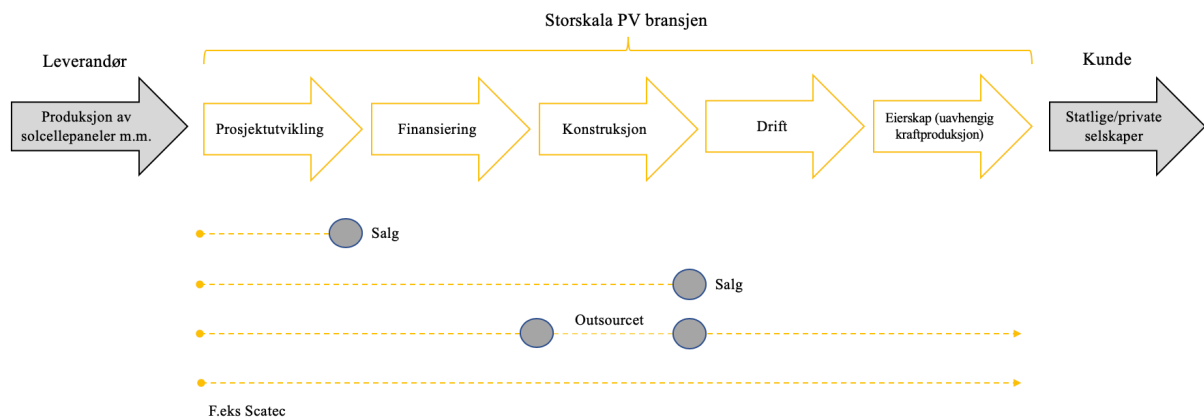 Storskala PV bransjen
Leverandør
Kunde
Produksjon av
solcellepaneler m.m.
Prosjektutvikling
Finansiering
Konstruksjon
Drift
Eierskap (uavhengig
kraftproduksjon)
Statlige/private
selskaper
Salg
Salg
Outsourcet
F.eks Scatec